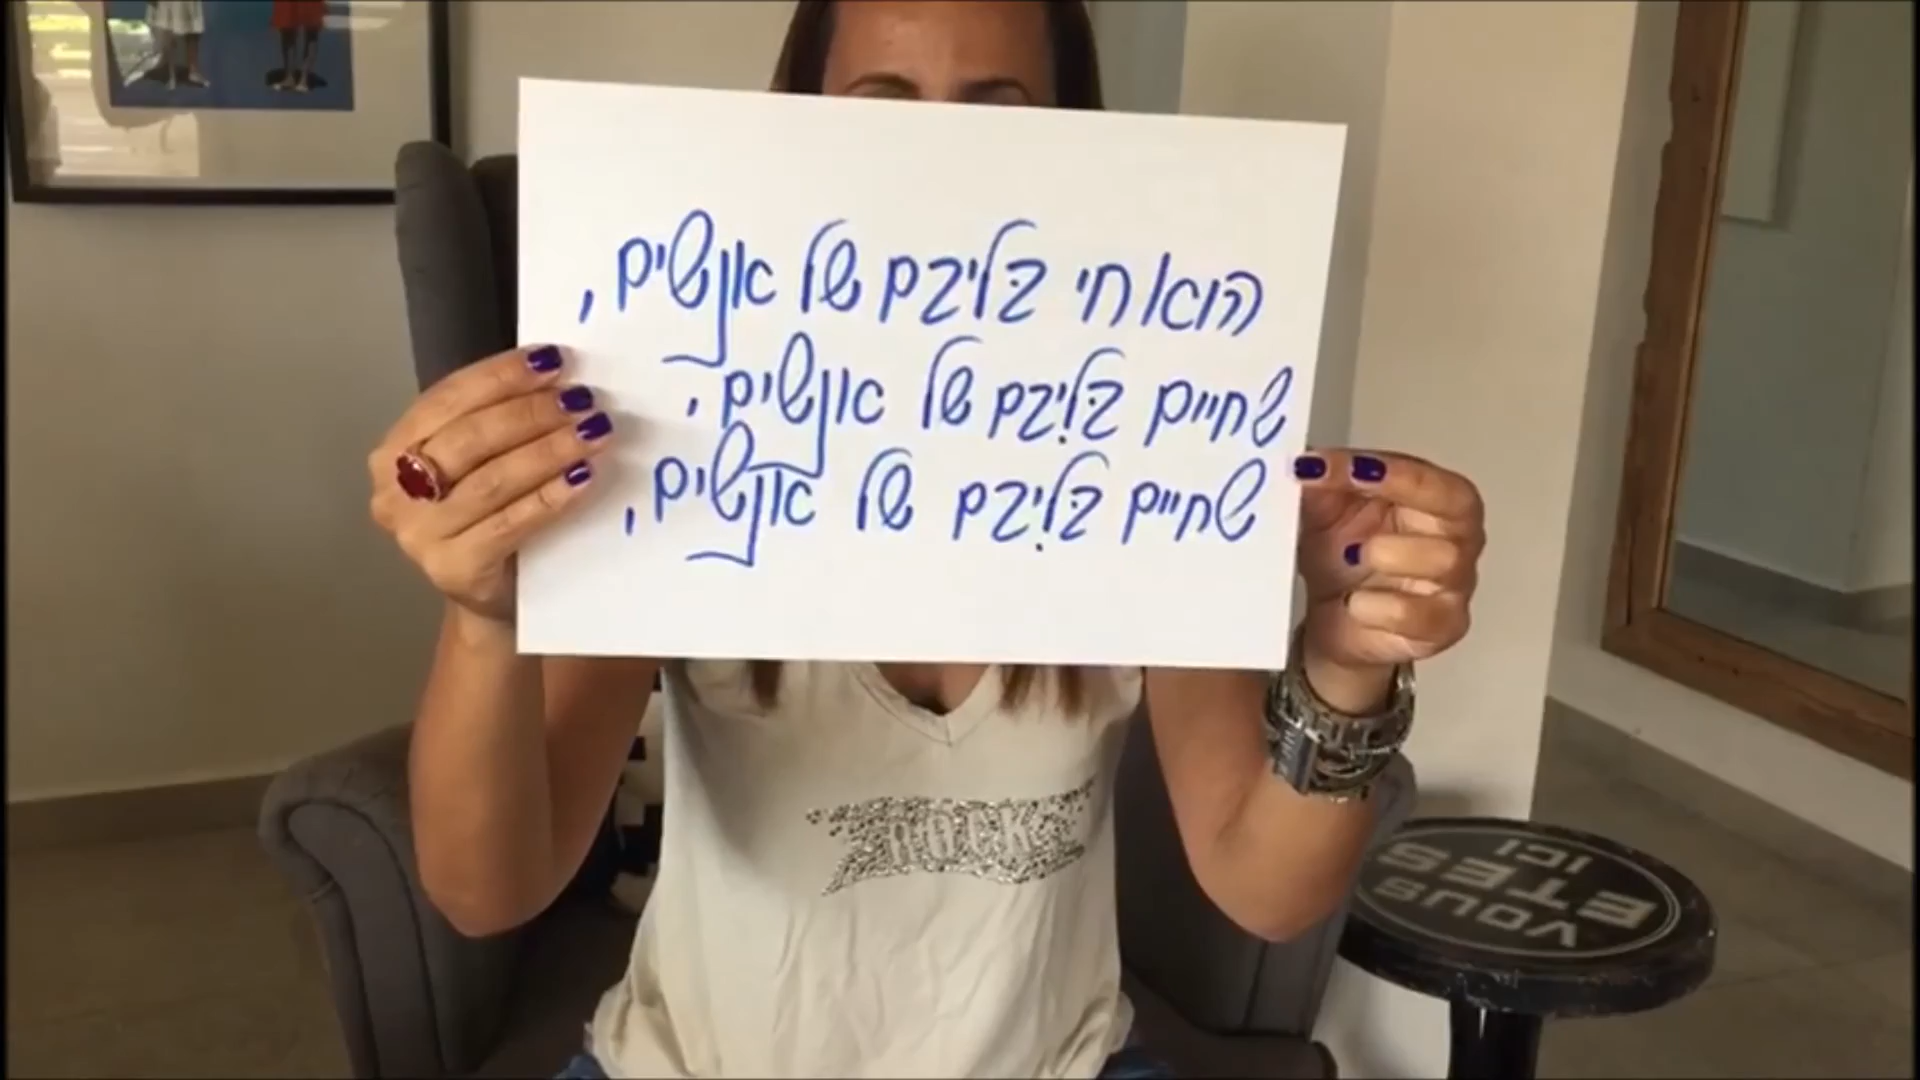 הוא חי בליבם של אנשים,
שחיים בליבם של אנשים,
שחיים בליבם של אנשים,
ROCK
VOUS
ETES
ICI